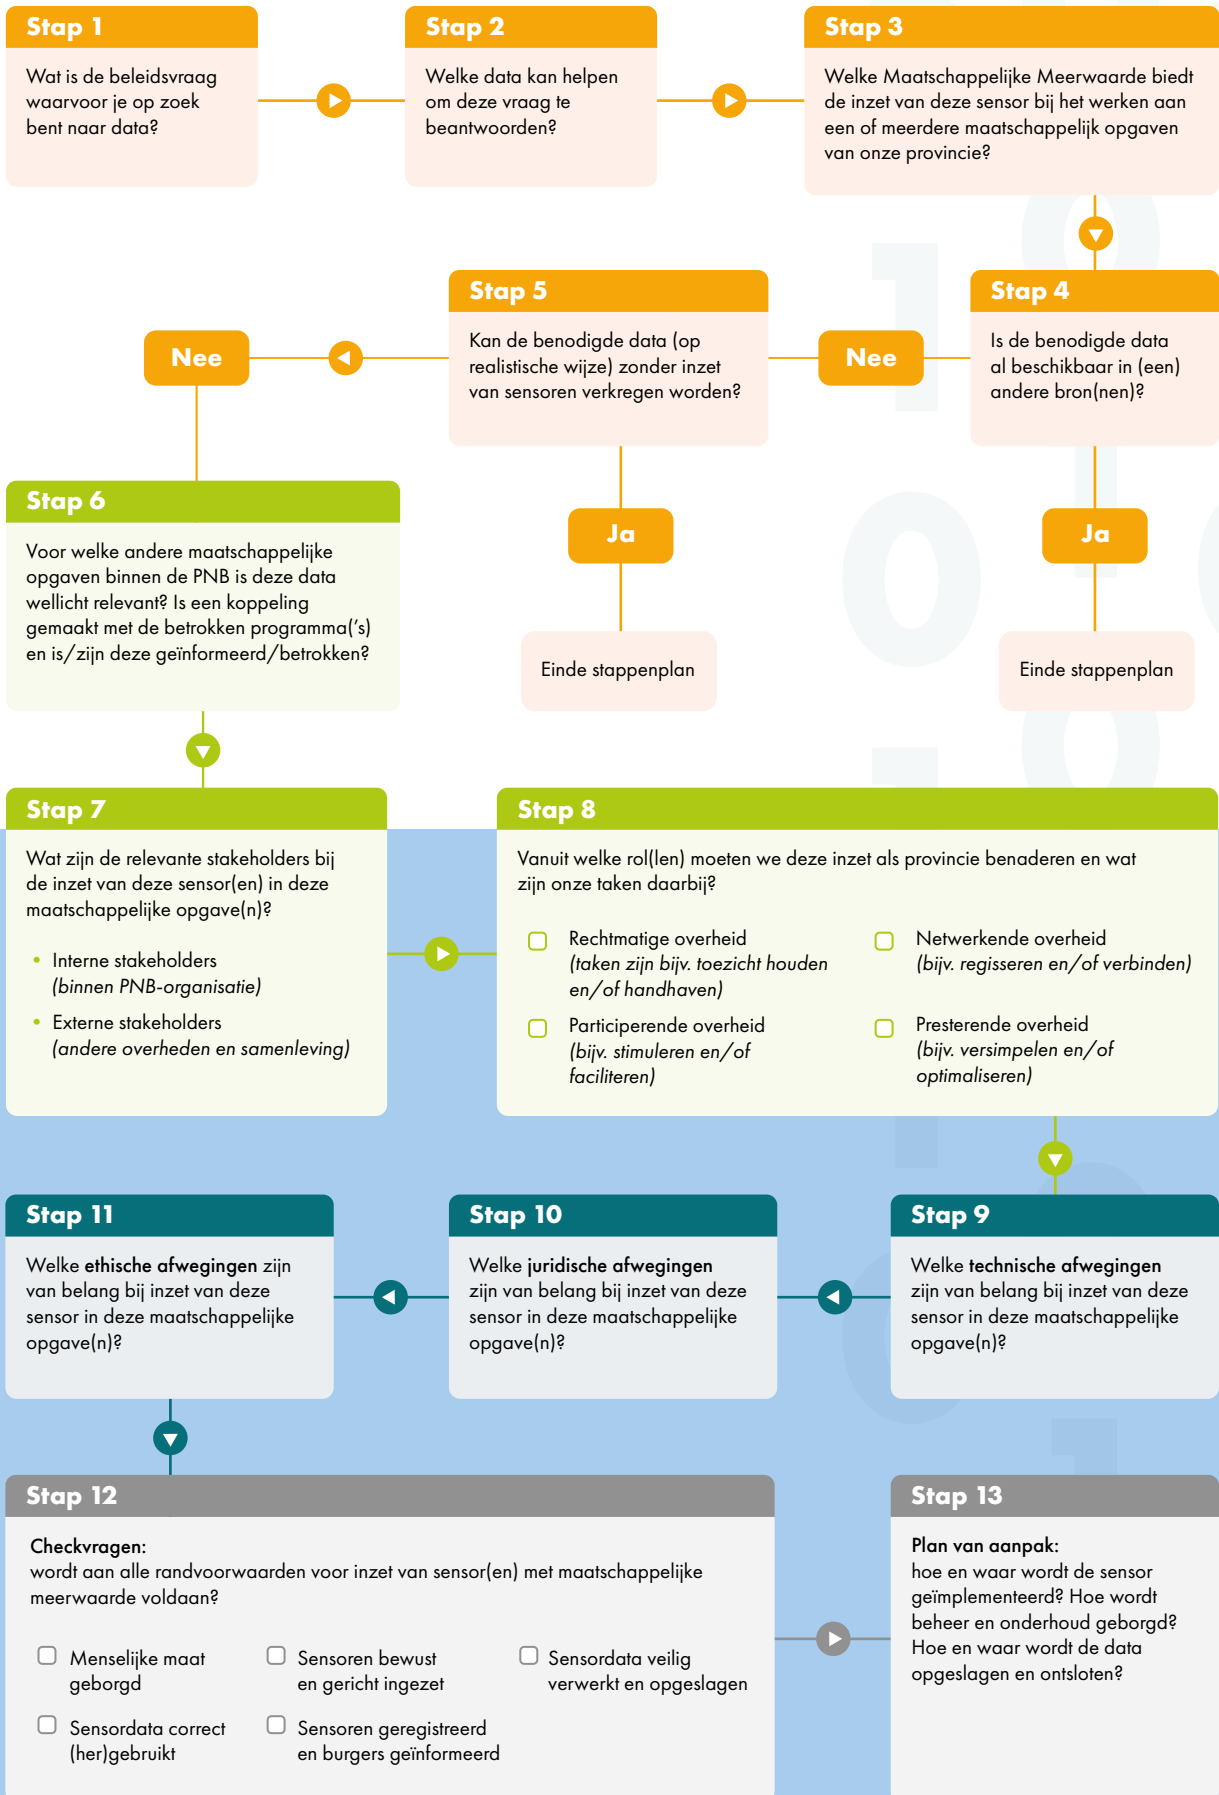 Stap 1
Wat is de beleidsvraag
waarvoor je op zoek
bent naar data?
Stap 2
Welke data kan helpen
om deze vraag te
beantwoorden?
Stap 3
Welke Maatschappelijke Meerwaarde biedt
de inzet van deze sensor bij het werken aan
een of meerdere maatschappelijk opgaven
van onze provincie?
Stap 4
Is de benodigde data
al beschikbaar in (een)
andere bron(nen)?
Nee
Ja
Einde stappenplan
Stap 5
Kan de benodigde data (op
realistische wijze) zonder inzet
van sensoren verkregen worden?
Nee
Ja
Einde stappenplan
Stap 6
Voor welke andere maatschappelijke
opgaven binnen de PNB is deze data
wellicht relevant? Is een koppeling
gemaakt met de betrokken programma('s)
en is/zijn deze geïnformeerd/betrokken?
Stap 7
Wat zijn de relevante stakeholders bij
de inzet van deze sensor(en) in deze
maatschappelijke opgave(n)?
• Interne stakeholders
(binnen PNB-organisatie)
• Externe stakeholders
(andere overheden en samenleving)
Stap 8
Vanuit welke rol(len) moeten we deze inzet als provincie benaderen en wat
zijn onze taken daarbij?
Rechtmatige overheid
(taken zijn bijv. toezicht houden
en/of handhaven)
Netwerkende overheid
(bijv. regisseren en/of verbinden)
Participerende overheid
(bijv. stimuleren en/of
faciliteren)
Presterende overheid
(bijv. versimpelen en/of
optimaliseren)
Stap 9
Welke technische afwegingen
zijn van belang bij inzet van deze
sensor in deze maatschappelijke
opgave(n)?
Stap 10
Welke juridische afwegingen
zijn van belang bij inzet van deze
sensor in deze maatschappelijke
opgave(n)?
Stap 11
Welke ethische afwegingen zijn
van belang bij inzet van deze
sensor in deze maatschappelijke
opgave(n)?
Stap 12
Checkvragen:
wordt aan alle randvoorwaarden voor inzet van sensor(en) met maatschappelijke
meerwaarde voldaan?
Menselijke maat
geborgd
Sensoren bewust
en gericht ingezet
Sensordata veilig
verwerkt en opgeslagen
Sensordata correct
(her)gebruikt
Sensoren geregistreerd
en burgers geïnformeerd
Stap 13
Plan van aanpak:
hoe en waar wordt de sensor
geïmplementeerd? Hoe wordt
beheer en onderhoud geborgd?
Hoe en waar wordt de data
opgeslagen en ontsloten?